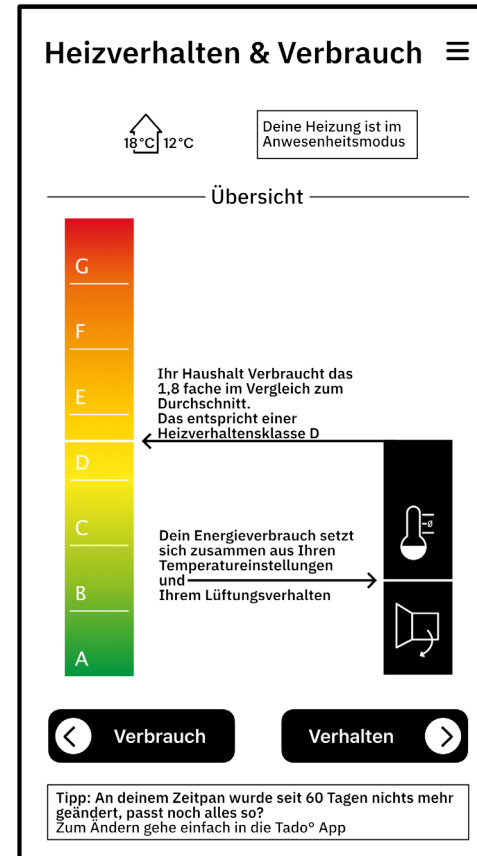 Heizverhalten & Verbrauch
18°C 12°C
Deine Heizung ist im
Anwesenheitsmodus
Übersicht
G
F
E
Ihr Haushalt Verbraucht das
1,8 fache im Vergleich zum
Durchschnitt.
Das entspricht einer
Heizverhaltensklasse D
D
C
Dein Energieverbrauch setzt
sich zusammen aus Ihren
Temperatureinstellungen
und
Ihrem Lüftungsverhalten
B
A
Verbrauch
Verhalten
Tipp: An deinem Zeitpan wurde seit 60 Tagen nichts mehr
geändert, passt noch alles so?
Zum Ändern gehe einfach in die Tado° App